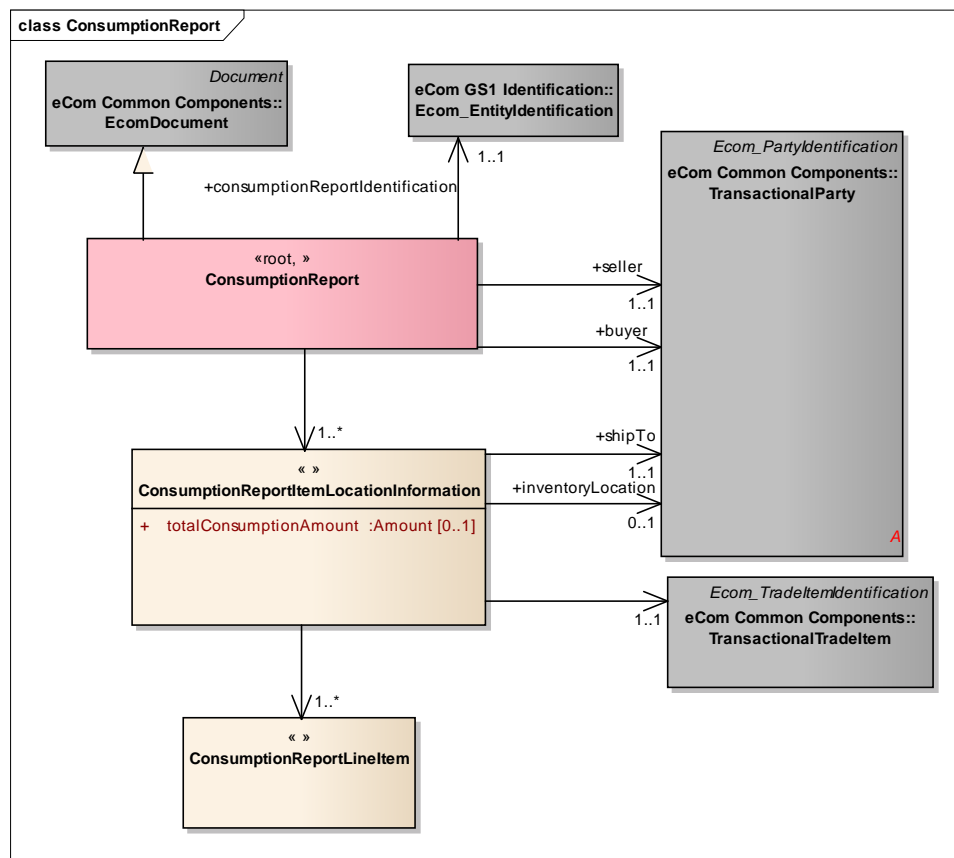 class ConsumptionReport
Document
eCom Common Components::
EcomDocument
eCom GS1 Identification::
Ecom_EntityIdentification
1..1
+consumptionReportIdentification
Ecom_PartyIdentification
eCom Common Components::
TransactionalParty
«root, »
ConsumptionReport
+seller
1..1
+buyer
1..1
1..*
+shipTo
1..1
+inventoryLocation
0..1
A
« »
ConsumptionReportItemLocationInformation
+ totalConsumptionAmount :Amount [0..1]
1..1
Ecom_TradeItemIdentification
eCom Common Components::
TransactionalTradeItem
1..*
« »
ConsumptionReportLineItem